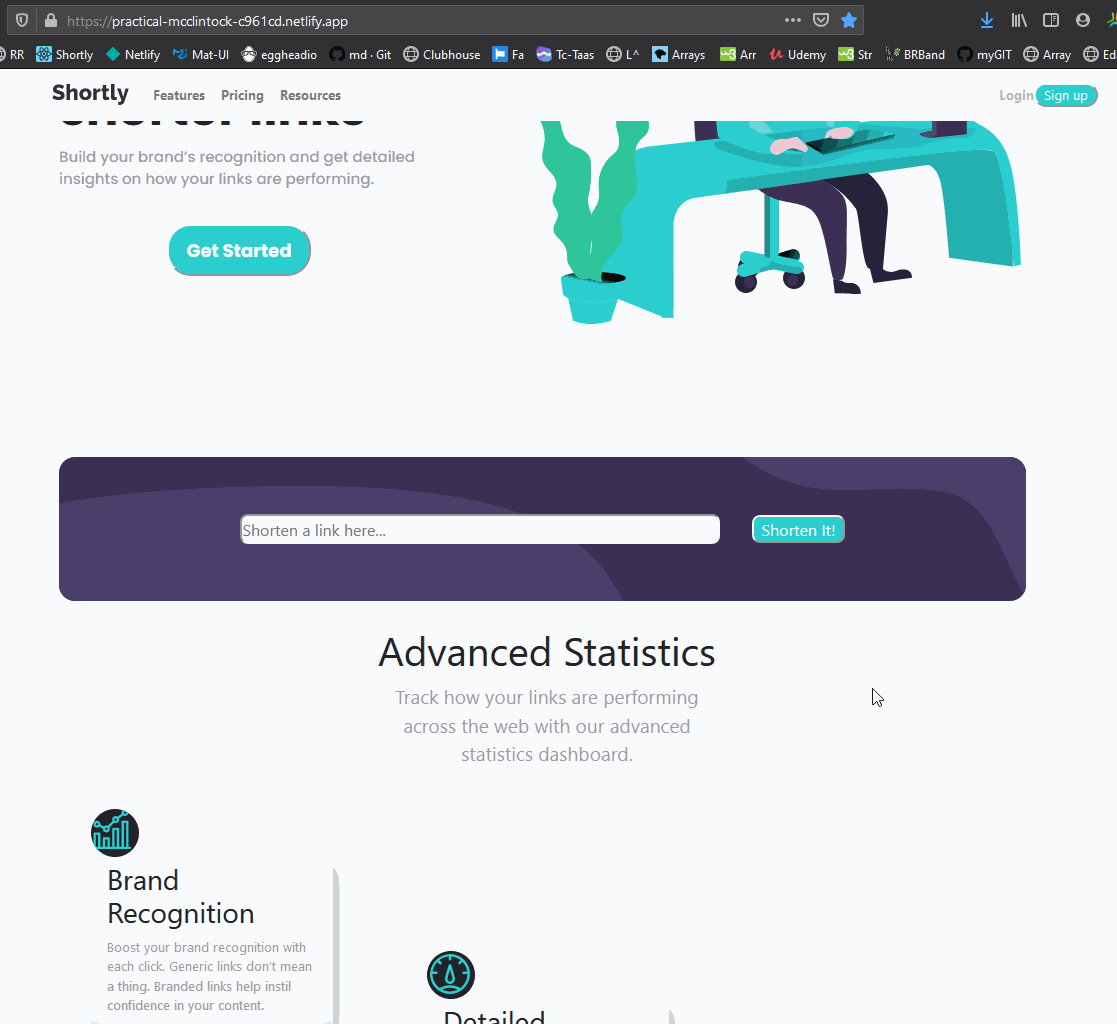 https://practical-mcclintock-c961cd.netlify.app
RR Shortly Netlify Mat-UI eggheadio md · Git Clubhouse Fa Tc-Taas L^ Arrays Arr Udemy Str BRBand myGIT Array Ed
Shortly Features Pricing Resources Login Sign up
shorter links
Build your brand’s recognition and get detailed
insights on how your links are performing.
Get Started
Shorten a link here... Shorten It!
Advanced Statistics
Track how your links are performing
across the web with our advanced
statistics dashboard.
Brand
Recognition
Boost your brand recognition with
each click. Generic links don't mean
a thing. Branded links help instil
confidence in your content.
Detailed